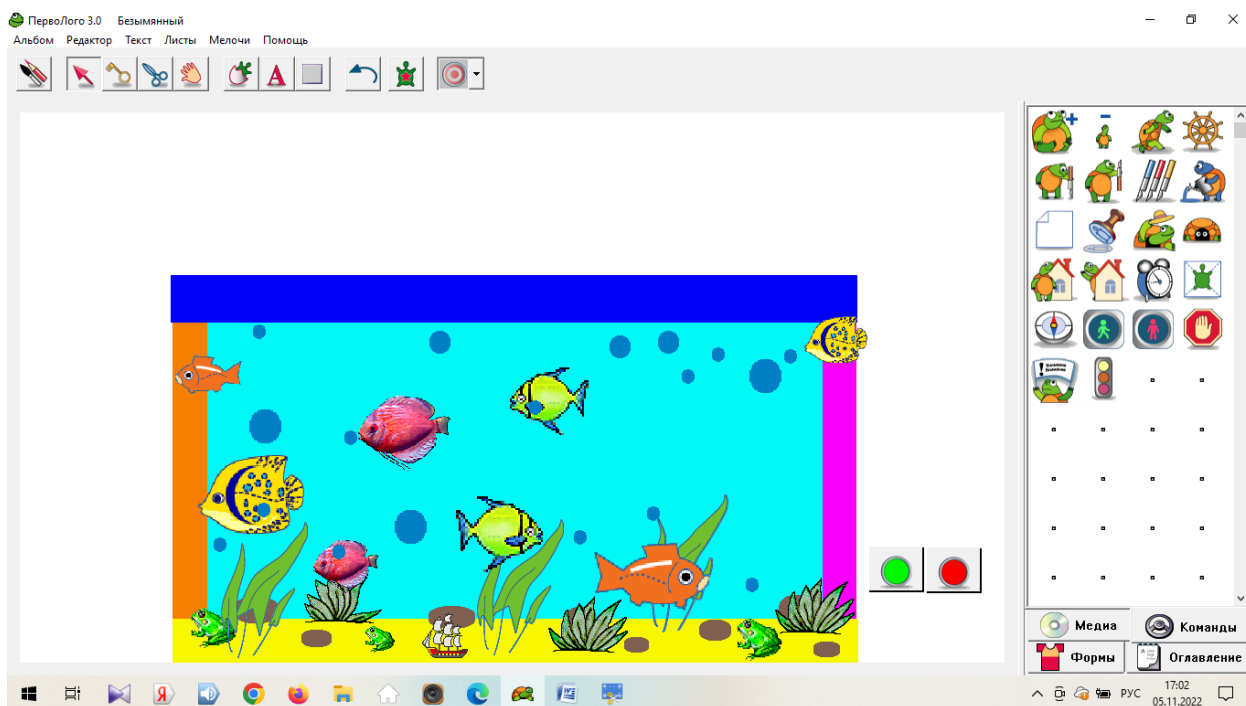 ПервоЛого 3.0 Безымянный
Альбом Редактор Текст Листы Мелочи Помощь
А
Медиа Команды
Формы Оглавление
РУС 17:02
05.11.2022